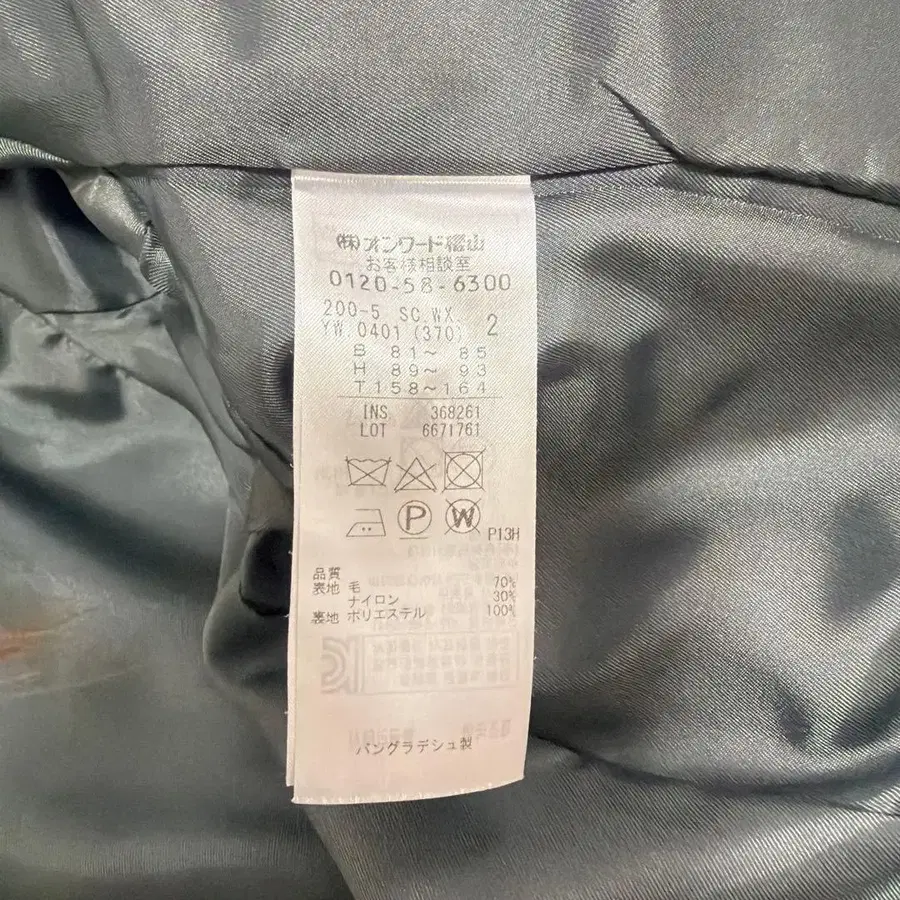 (株)オンワード樫山
お客様相談室
0120-58-6300
200-5 SC.WX.
YW.0401 (370) 2
B 81～ 85
H 89～ 93
T158～164
INS. 368261
LOT 6671761
P W P13H
品質
表地 毛 70%
ナイロン 30%
裏地 ポリエステル 100%
バングラデシュ製